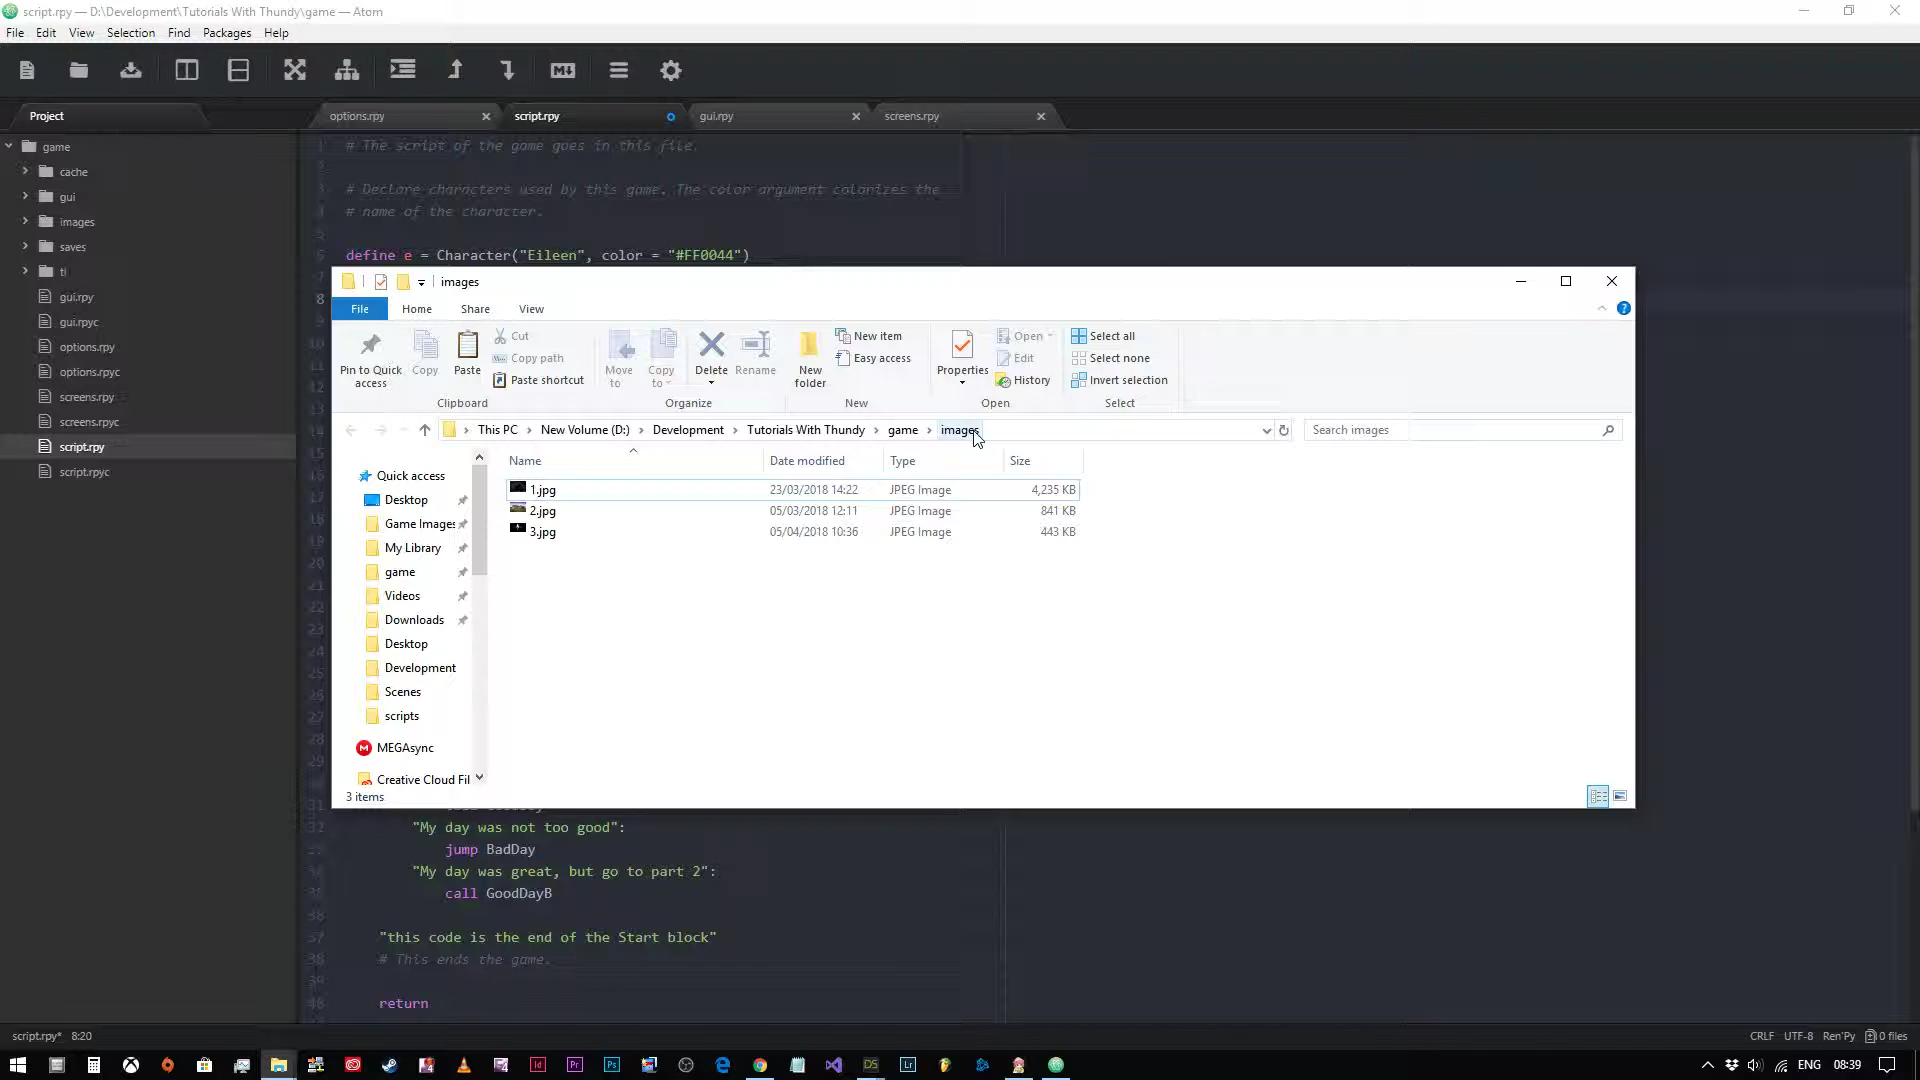 script.rpy — D:\Development\Tutorials With Thundy\game — Atom
File Edit View Selection Find Packages Help
Project
options.rpy
script.rpy
gui.rpy
screens.rpy
game
cache
gui
images
saves
tl
gui.rpy
gui.rpyc
options.rpy
options.rpyc
screens.rpy
screens.rpyc
script.rpy
script.rpyc
# The script of the game goes in this file.
# Declare characters used by this game. The color argument colorizes the
# name of the character.
define e = Character("Eileen", color = "#FF0044")
images
File Home Share View
Pin to Quick access
Copy
Paste
Cut
Copy path
Paste shortcut
Clipboard
Move to
Copy to
Delete
Rename
Organize
New folder
New item
Easy access
New
Properties
Open
Edit
History
Open
Select all
Select none
Invert selection
Select
This PC > New Volume (D:) > Development > Tutorials With Thundy > game > images
Search images
Name Date modified Type Size
1.jpg 23/03/2018 14:22 JPEG Image 4,235 KB
2.jpg 05/03/2018 12:11 JPEG Image 841 KB
3.jpg 05/04/2018 10:36 JPEG Image 443 KB
Quick access
Desktop
Game Images
My Library
game
Videos
Downloads
Desktop
Development
Scenes
scripts
MEGAsync
Creative Cloud Fil
3 items
"My day was not too good":
jump BadDay
"My day was great, but go to part 2":
call GoodDayB
"this code is the end of the Start block"
# This ends the game.
return
script.rpy* 8:20
CRLF UTF-8 Ren'Py 0 files
ENG 08:39